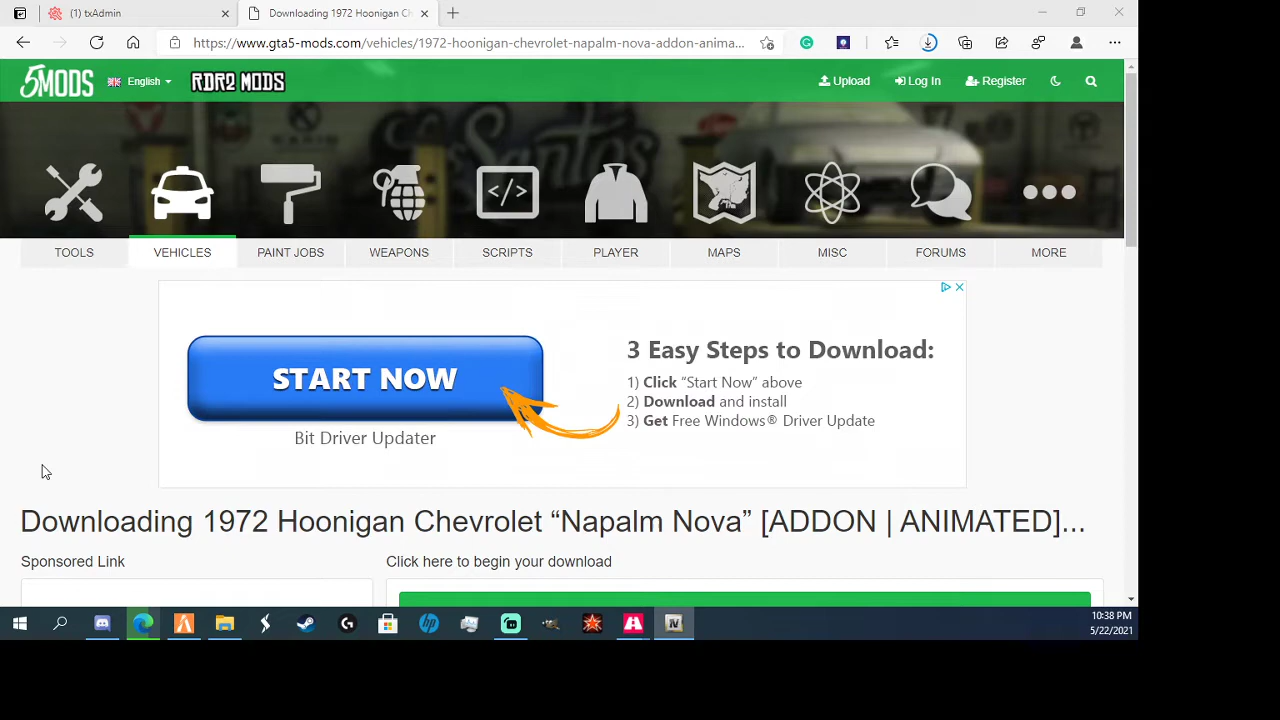 (1) txAdmin
Downloading 1972 Hoonigan Ch
https://www.gta5-mods.com/vehicles/1972-hoonigan-chevrolet-napalm-nova-addon-anima...
5MODS
English
RDR2 MODS
Upload
Log In
Register
Los Santos
TOOLS
VEHICLES
PAINT JOBS
WEAPONS
SCRIPTS
PLAYER
MAPS
MISC
FORUMS
MORE
START NOW
Bit Driver Updater
3 Easy Steps to Download:
1) Click “Start Now” above
2) Download and install
3) Get Free Windows® Driver Update
Downloading 1972 Hoonigan Chevrolet “Napalm Nova” [ADDON | ANIMATED]...
Sponsored Link
Click here to begin your download
10:38 PM
5/22/2021